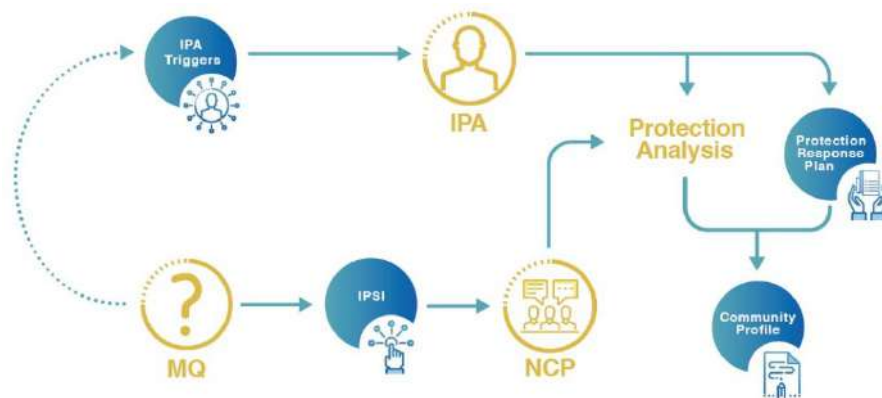 IPA
Triggers
IPA
Protection
Analysis
Protection
Response
Plan
?
MQ
IPSI
NCP
Community
Profile